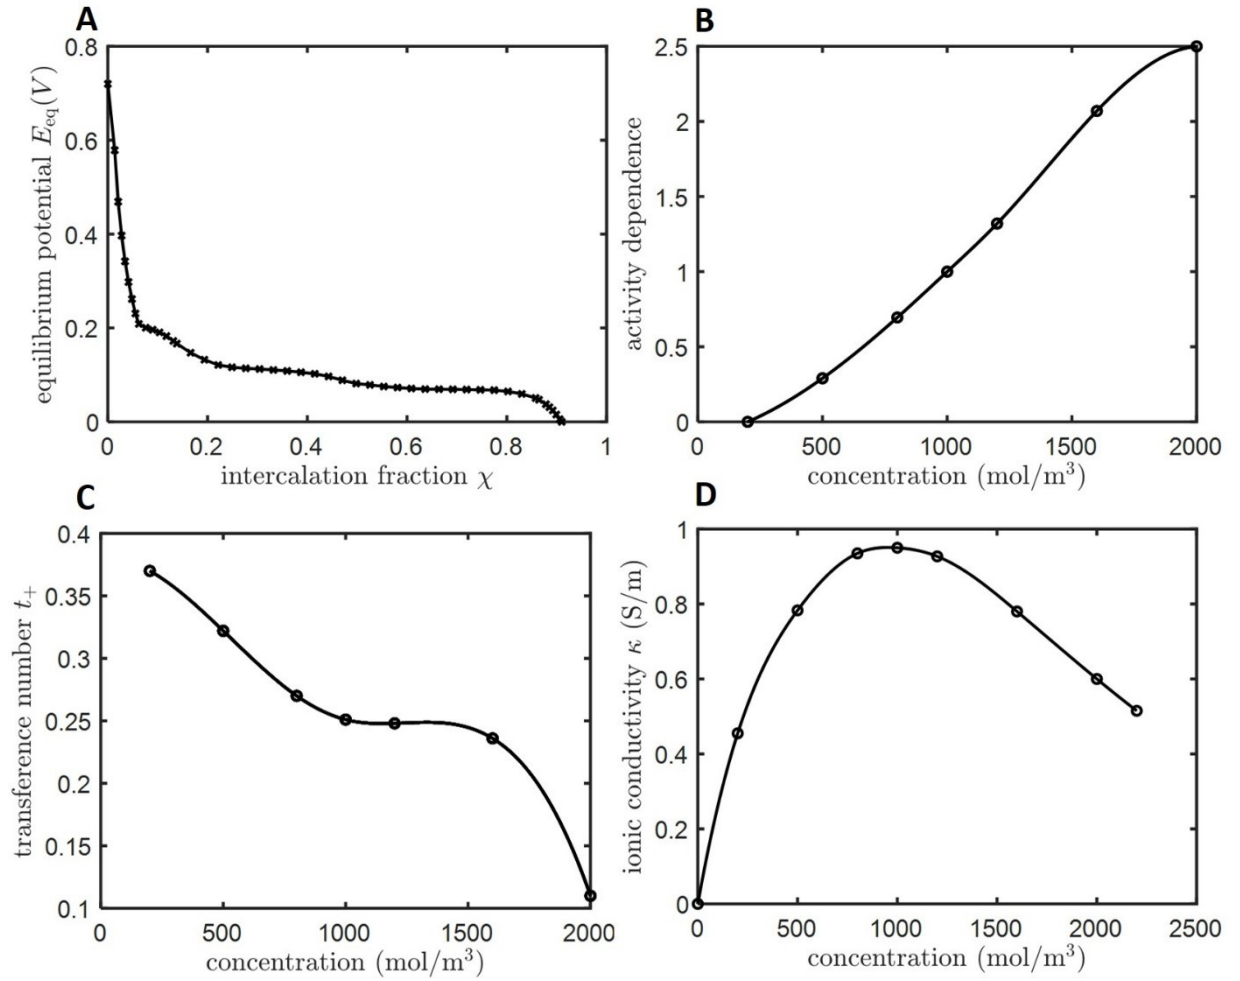 A
equilibrium potential E_eq(V)
0.8
0.6
0.4
0.2
0
0 0.2 0.4 0.6 0.8 1
intercalation fraction χ
B
activity dependence
2.5
2
1.5
1
0.5
0
0 500 1000 1500 2000
concentration (mol/m³)
C
transference number t₊
0.4
0.35
0.3
0.25
0.2
0.15
0.1
0 500 1000 1500 2000
concentration (mol/m³)
D
ionic conductivity κ (S/m)
1
0.8
0.6
0.4
0.2
0
0 500 1000 1500 2000 2500
concentration (mol/m³)